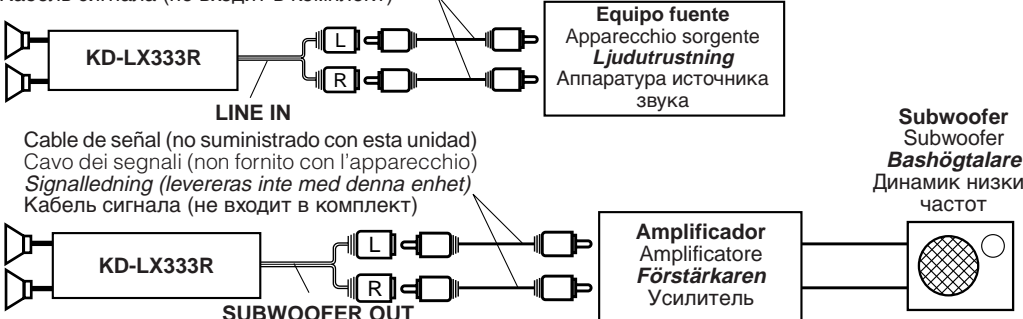 Кабель сигнала (не входит в комплект)
KD-LX333R
L
R
LINE IN
Equipo fuente
Apparecchio sorgente
Ljudutrustning
Аппаратура источника
звука
Cable de señal (no suministrado con esta unidad)
Cavo dei segnali (non fornito con l'apparecchio)
Signalledning (levereras inte med denna enhet)
Кабель сигнала (не входит в комплект)
KD-LX333R
L
R
SUBWOOFER OUT
Amplificador
Amplificatore
Förstärkaren
Усилитель
Subwoofer
Subwoofer
Bashögtalare
Динамик низки
частот